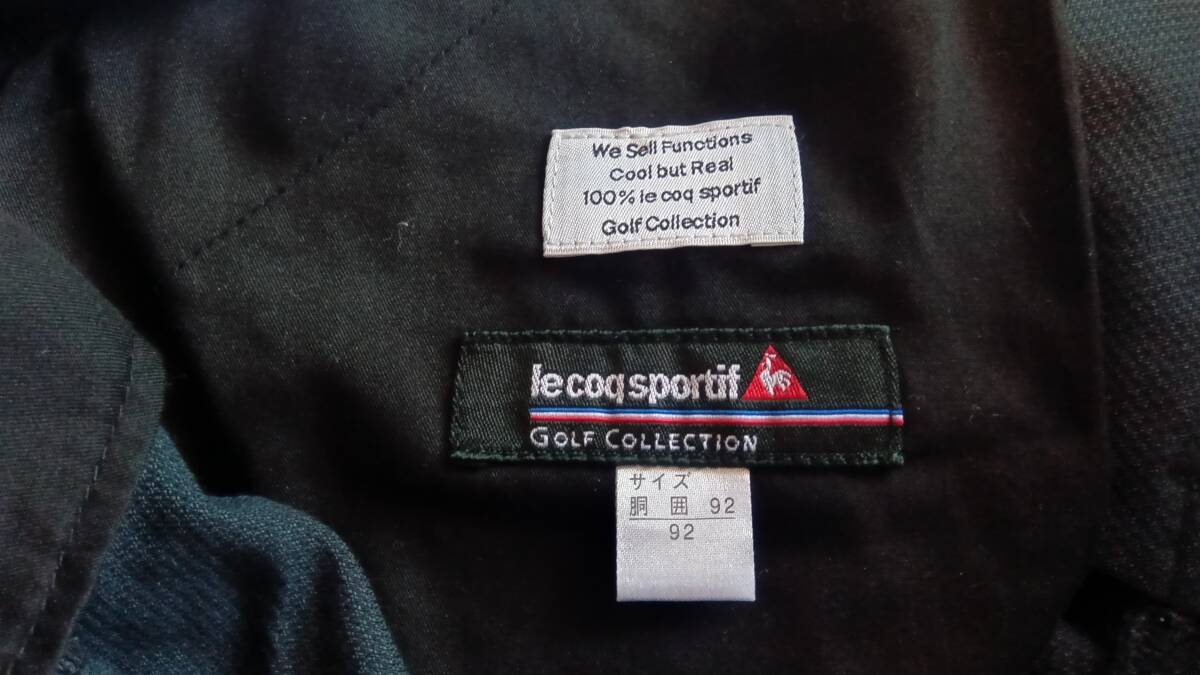 We Sell Functions
Cool but Real
100% le coq sportif
Golf Collection
le coq sportif
GOLF COLLECTION
サイズ
胴 囲 92
92